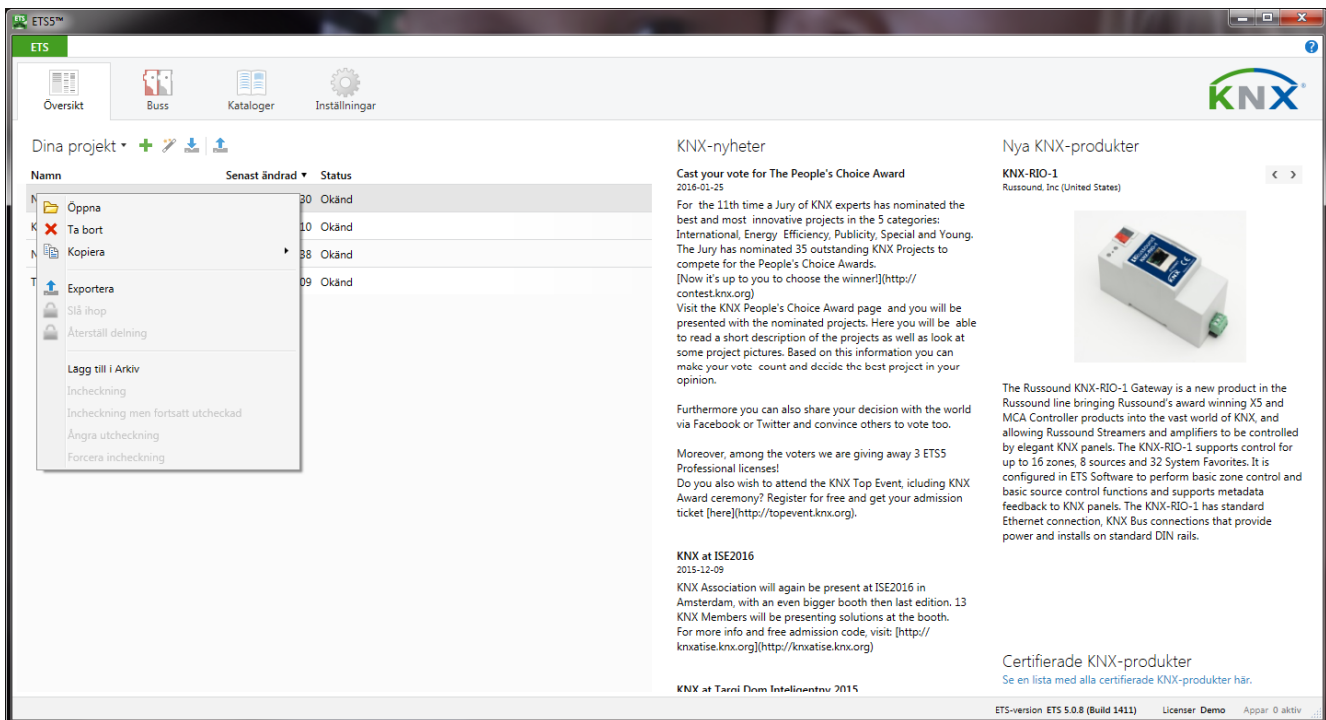 ETS5™
ETS
Översikt
Buss
Kataloger
Inställningar
KNX
Dina projekt
Namn Senast ändrad Status
30 Okänd
10 Okänd
38 Okänd
09 Okänd
Öppna
Ta bort
Kopiera
Exportera
Slå ihop
Återställ delning
Lägg till i Arkiv
Incheckning
Incheckning men fortsatt utcheckad
Ångra utcheckning
Forcera incheckning
KNX-nyheter
Cast your vote for The People's Choice Award
2016-01-25
For the 11th time a Jury of KNX experts has nominated the
best and most innovative projects in the 5 categories:
International, Energy Efficiency, Publicity, Special and Young.
The Jury has nominated 35 outstanding KNX Projects to
compete for the People's Choice Awards.
[Now it's up to you to choose the winner!](http://
contest.knx.org)
Visit the KNX People's Choice Award page and you will be
presented with the nominated projects. Here you will be able
to read a short description of the projects as well as look at
some project pictures. Based on this information you can
make your vote count and decide the best project in your
opinion.
Furthermore you can also share your decision with the world
via Facebook or Twitter and convince others to vote too.
Moreover, among the voters we are giving away 3 ETS5
Professional licenses!
Do you also wish to attend the KNX Top Event, icluding KNX
Award ceremony? Register for free and get your admission
ticket [here](http://topevent.knx.org).
KNX at ISE2016
2015-12-09
KNX Association will again be present at ISE2016 in
Amsterdam, with an even bigger booth then last edition. 13
KNX Members will be presenting solutions at the booth.
For more info and free admission code, visit: [http://
knxatise.knx.org](http://knxatise.knx.org)
KNX at Targi Dom Inteligentny 2015
Nya KNX-produkter
KNX-RIO-1
Russound, Inc (United States)
The Russound KNX-RIO-1 Gateway is a new product in the
Russound line bringing Russound's award winning X5 and
MCA Controller products into the vast world of KNX, and
allowing Russound Streamers and amplifiers to be controlled
by elegant KNX panels. The KNX-RIO-1 supports control for
up to 16 zones, 8 sources and 32 System Favorites. It is
configured in ETS Software to perform basic zone control and
basic source control functions and supports metadata
feedback to KNX panels. The KNX-RIO-1 has standard
Ethernet connection, KNX Bus connections that provide
power and installs on standard DIN rails.
Certifierade KNX-produkter
Se en lista med alla certifierade KNX-produkter här.
ETS-version ETS 5.0.8 (Build 1411) Licenser Demo Appar 0 aktiv